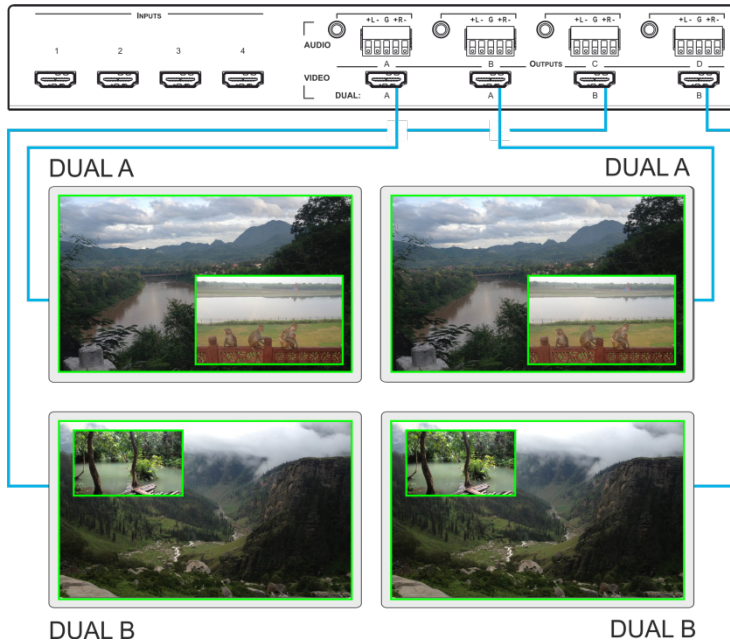 INPUTS
1 2 3 4
AUDIO
+L- G +R- +L- G +R- +L- G +R- +L- G +R-
A B OUTPUTS C D
VIDEO
DUAL: A A B B
DUAL A DUAL A
DUAL B DUAL B